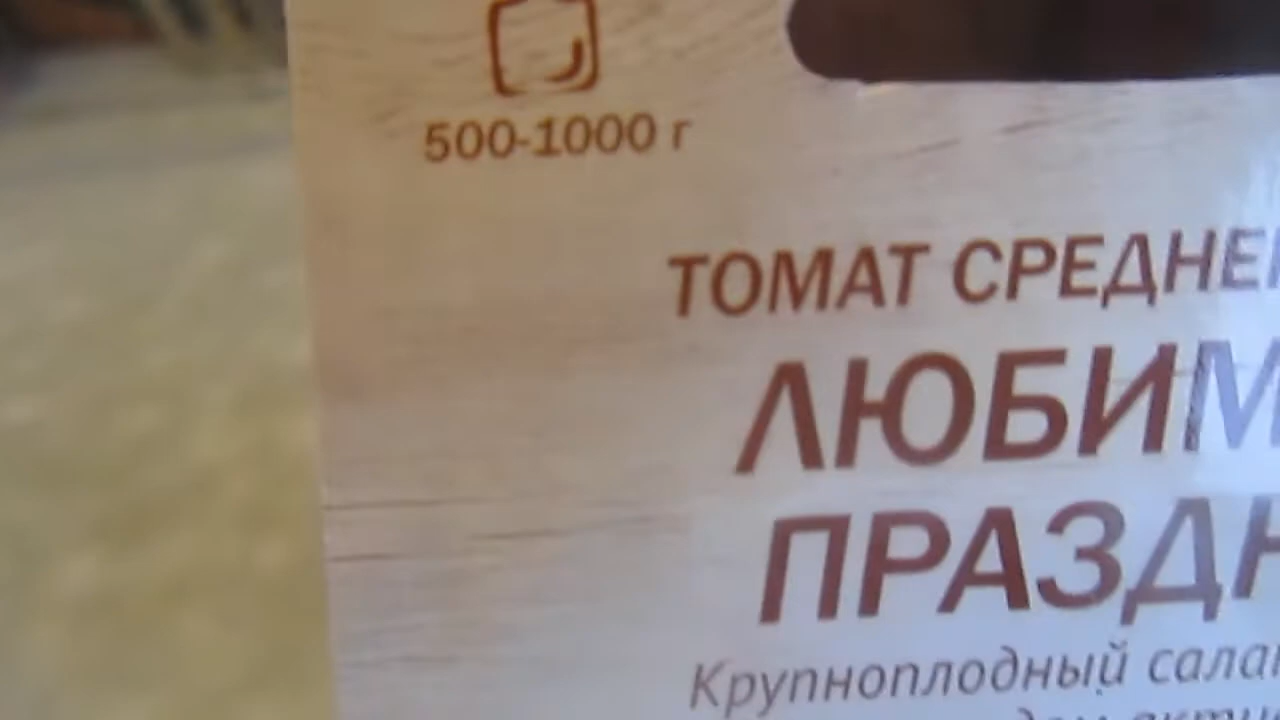 500-1000 г
ТОМАТ СРЕДНЕ
ЛЮБИМ
ПРАЗДН
Крупноплодный сала